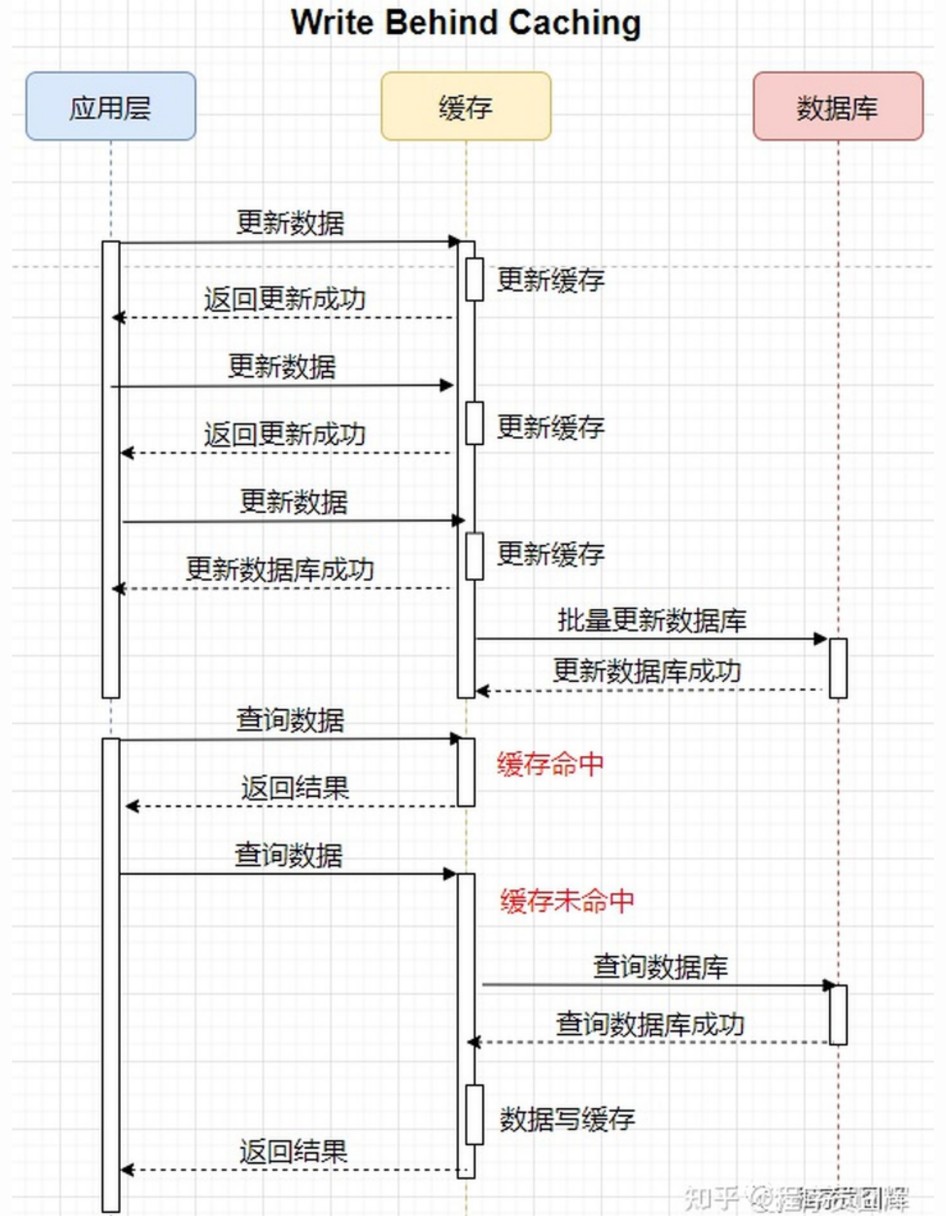 Write Behind Caching
应用层
缓存
数据库
更新数据
更新缓存
返回更新成功
更新数据
更新缓存
返回更新成功
更新数据
更新缓存
更新数据库成功
批量更新数据库
更新数据库成功
查询数据
缓存命中
返回结果
查询数据
缓存未命中
查询数据库
查询数据库成功
数据写缓存
返回结果
知乎